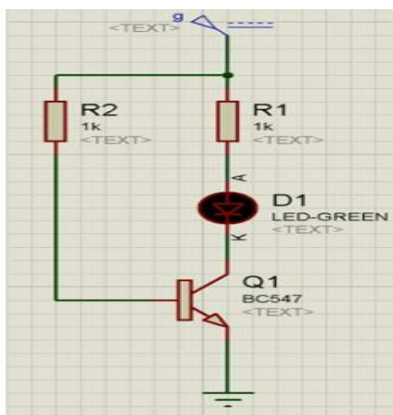 g
<TEXT>
R2
1k
<TEXT>
R1
1k
<TEXT>
A
D1
LED-GREEN
<TEXT>
K
Q1
BC547
<TEXT>